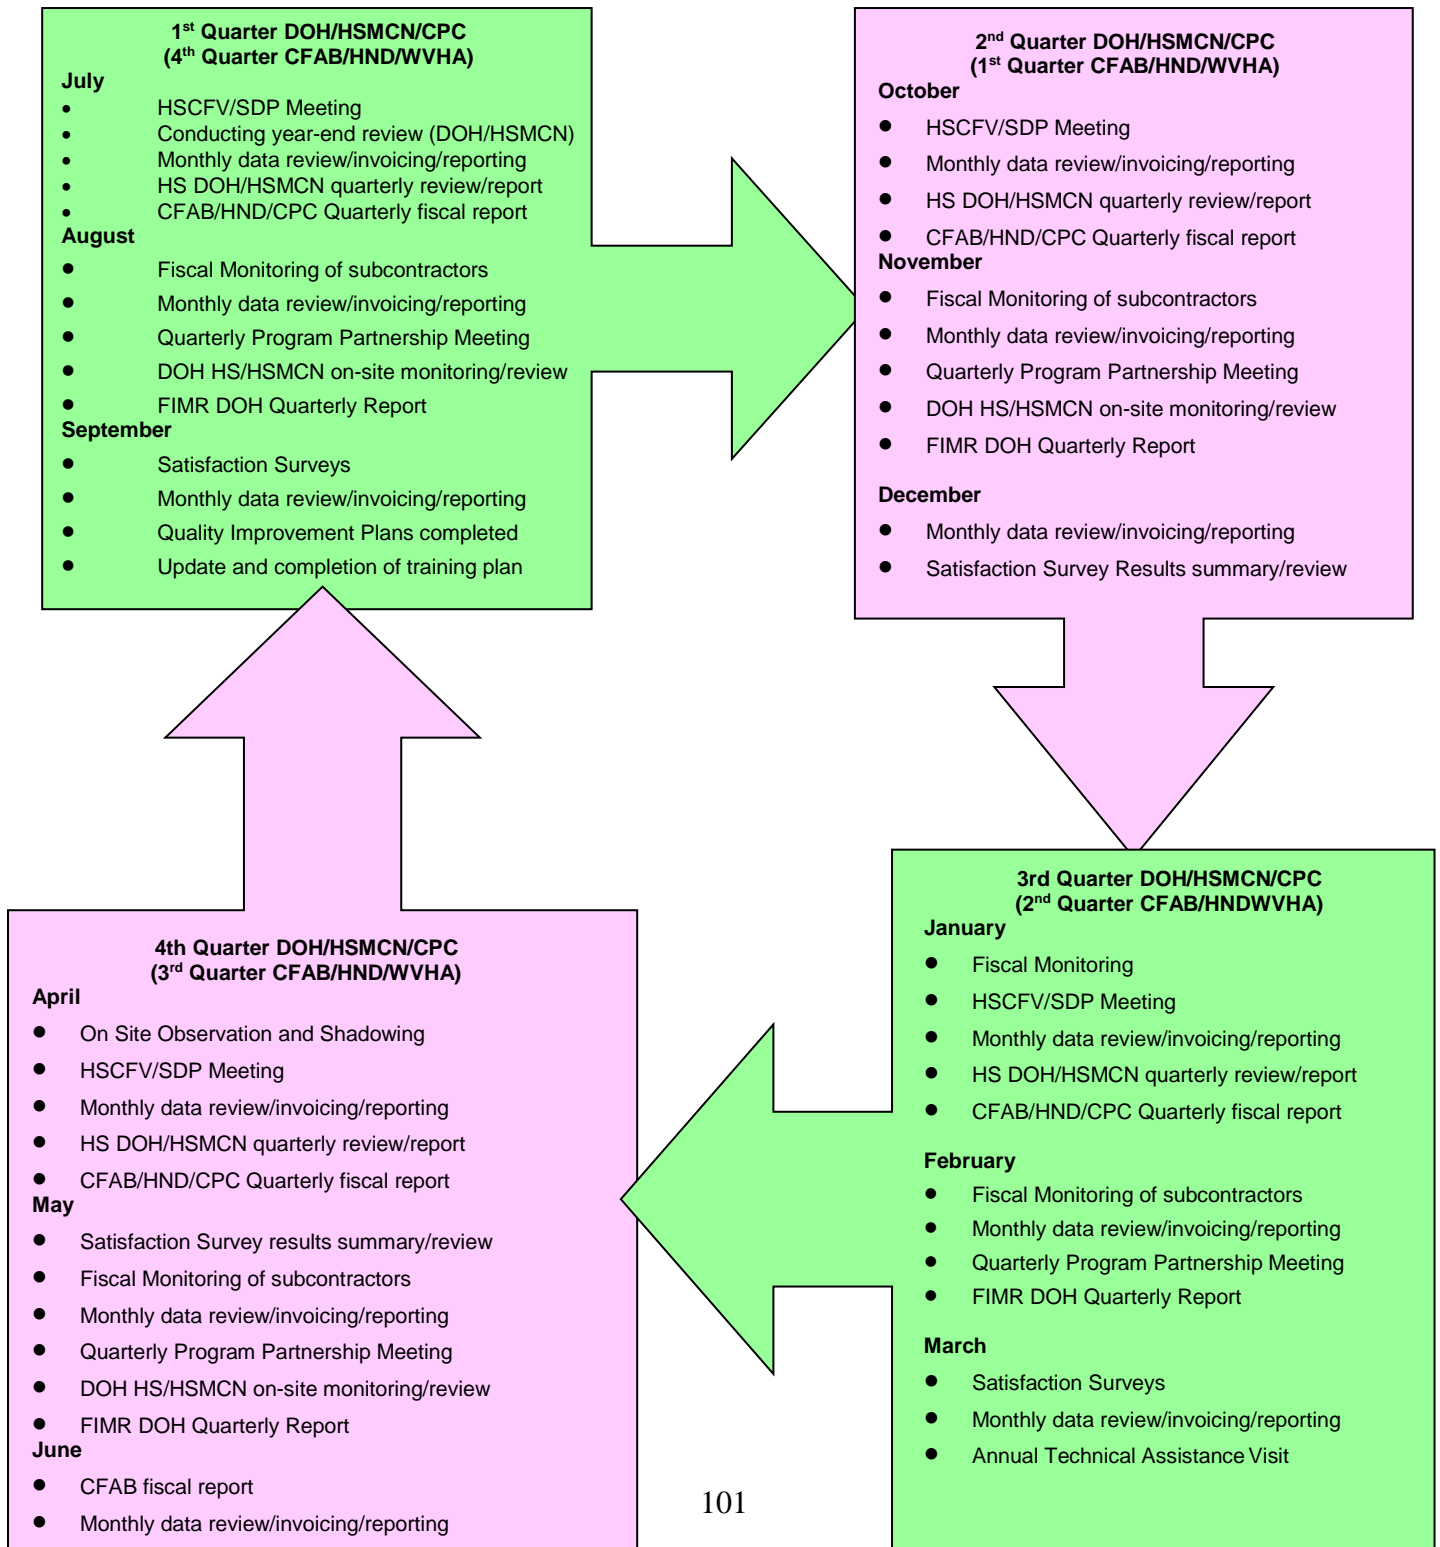 1st Quarter DOH/HSMCN/CPC
(4th Quarter CFAB/HND/WVHA)
July
• HSCFV/SDP Meeting
• Conducting year-end review (DOH/HSMCN)
• Monthly data review/invoicing/reporting
• HS DOH/HSMCN quarterly review/report
• CFAB/HND/CPC Quarterly fiscal report
August
• Fiscal Monitoring of subcontractors
• Monthly data review/invoicing/reporting
• Quarterly Program Partnership Meeting
• DOH HS/HSMCN on-site monitoring/review
• FIMR DOH Quarterly Report
September
• Satisfaction Surveys
• Monthly data review/invoicing/reporting
• Quality Improvement Plans completed
• Update and completion of training plan
2nd Quarter DOH/HSMCN/CPC
(1st Quarter CFAB/HND/WVHA)
October
• HSCFV/SDP Meeting
• Monthly data review/invoicing/reporting
• HS DOH/HSMCN quarterly review/report
• CFAB/HND/CPC Quarterly fiscal report
November
• Fiscal Monitoring of subcontractors
• Monthly data review/invoicing/reporting
• Quarterly Program Partnership Meeting
• DOH HS/HSMCN on-site monitoring/review
• FIMR DOH Quarterly Report
December
• Monthly data review/invoicing/reporting
• Satisfaction Survey Results summary/review
3rd Quarter DOH/HSMCN/CPC
(2nd Quarter CFAB/HNDWVHA)
January
• Fiscal Monitoring
• HSCFV/SDP Meeting
• Monthly data review/invoicing/reporting
• HS DOH/HSMCN quarterly review/report
• CFAB/HND/CPC Quarterly fiscal report
February
• Fiscal Monitoring of subcontractors
• Monthly data review/invoicing/reporting
• Quarterly Program Partnership Meeting
• FIMR DOH Quarterly Report
March
• Satisfaction Surveys
• Monthly data review/invoicing/reporting
• Annual Technical Assistance Visit
4th Quarter DOH/HSMCN/CPC
(3rd Quarter CFAB/HND/WVHA)
April
• On Site Observation and Shadowing
• HSCFV/SDP Meeting
• Monthly data review/invoicing/reporting
• HS DOH/HSMCN quarterly review/report
• CFAB/HND/CPC Quarterly fiscal report
May
• Satisfaction Survey results summary/review
• Fiscal Monitoring of subcontractors
• Monthly data review/invoicing/reporting
• Quarterly Program Partnership Meeting
• DOH HS/HSMCN on-site monitoring/review
• FIMR DOH Quarterly Report
June
• CFAB fiscal report
• Monthly data review/invoicing/reporting
101